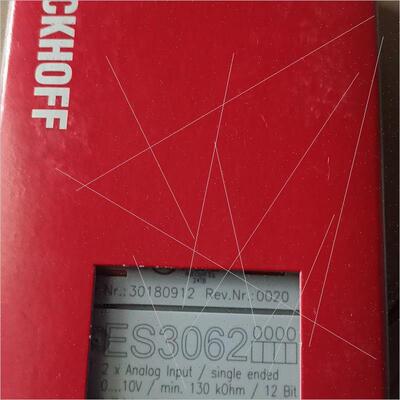 CKHOFF
Nr.: 30180912 Rev.Nr.: 0020
ES3062 0000
2 x Analog Input / single ended
0....10V / min. 130 kOhm / 12 Bit